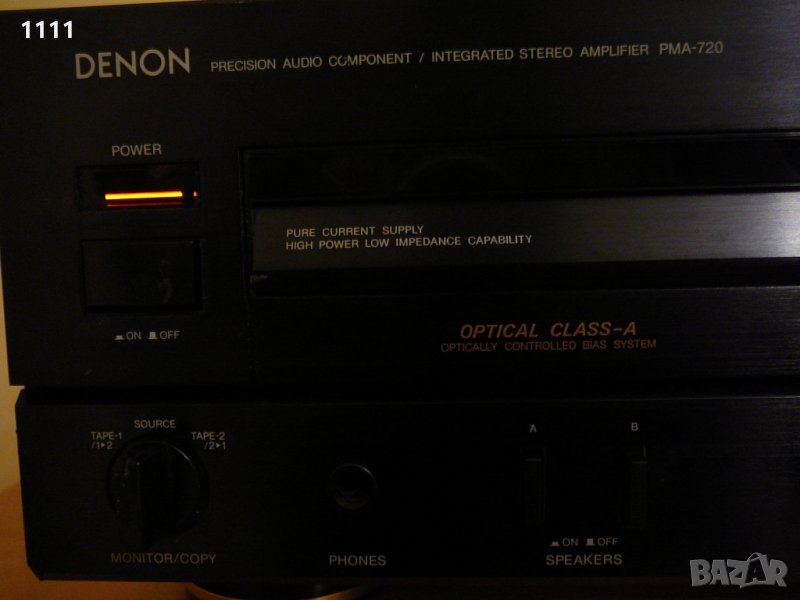 1111
DENON PRECISION AUDIO COMPONENT / INTEGRATED STEREO AMPLIFIER PMA-720
POWER
PURE CURRENT SUPPLY
HIGH POWER LOW IMPEDANCE CAPABILITY
ON OFF
OPTICAL CLASS-A
OPTICALLY CONTROLLED BIAS SYSTEM
SOURCE
TAPE-1 TAPE-2
/1▸2 /2▸1
A B
ON OFF
MONITOR/COPY PHONES SPEAKERS
BAZAR